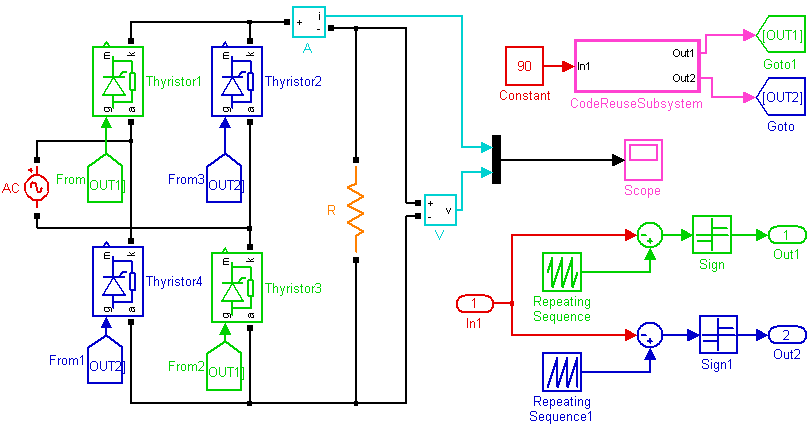 i
+
-
A
m
k
Thyristor1
g
a
m
k
Thyristor2
g
a
From
OUT1]
From3
OUT2]
AC
+
m
k
Thyristor4
g
a
m
k
Thyristor3
g
a
From1
OUT2]
From2
OUT1]
R
+
-
v
V
90
Constant
In1
Out1
Out2
CodeReuseSubsystem
[OUT1]
Goto1
[OUT2]
Goto
Scope
1
In1
-
+
Repeating
Sequence
Sign
1
Out1
-
+
Repeating
Sequence1
Sign1
2
Out2